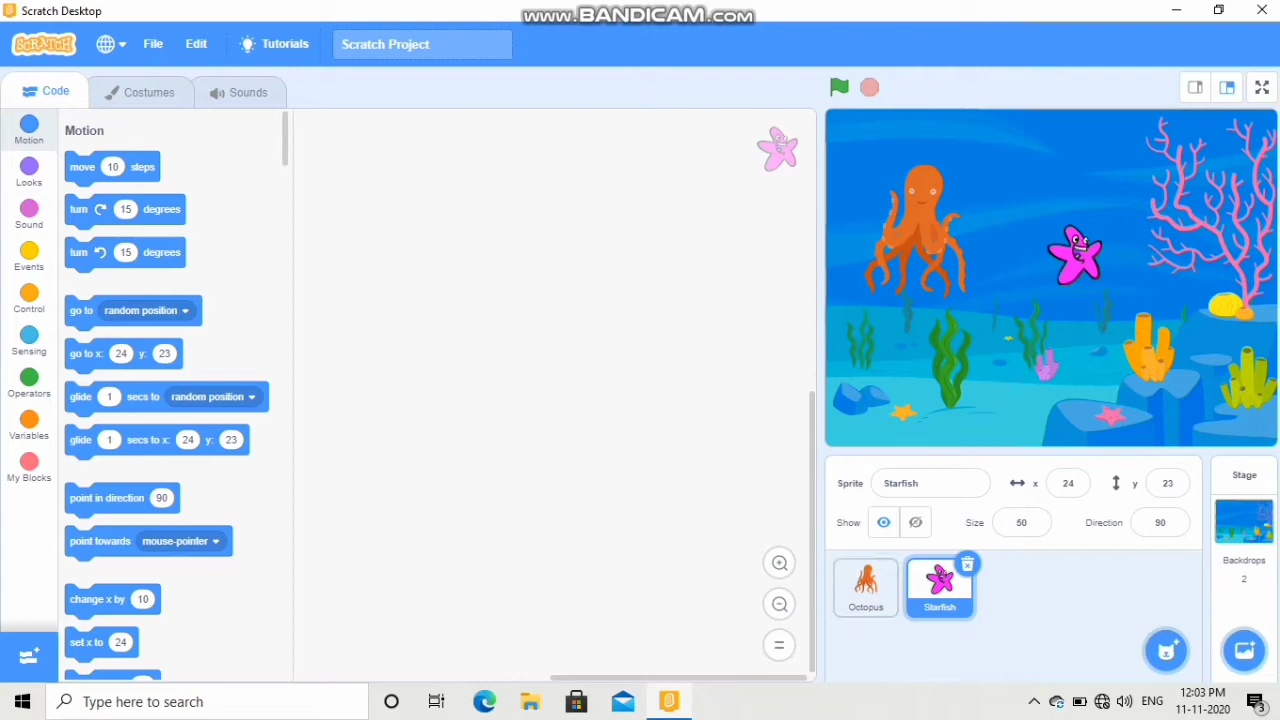 Scratch Desktop
www.BANDICAM.com
SCRATCH
File
Edit
Tutorials
Scratch Project
Code
Costumes
Sounds
Motion
Looks
Sound
Events
Control
Sensing
Operators
Variables
My Blocks
Motion
move 10 steps
turn 15 degrees
turn 15 degrees
go to random position
go to x: 24 y: 23
glide 1 secs to random position
glide 1 secs to x: 24 y: 23
point in direction 90
point towards mouse-pointer
change x by 10
set x to 24
Sprite Starfish x 24 y 23
Show Size 50 Direction 90
Octopus
Starfish
Stage
Backdrops
2
Type here to search
ENG
12:03 PM
11-11-2020
3